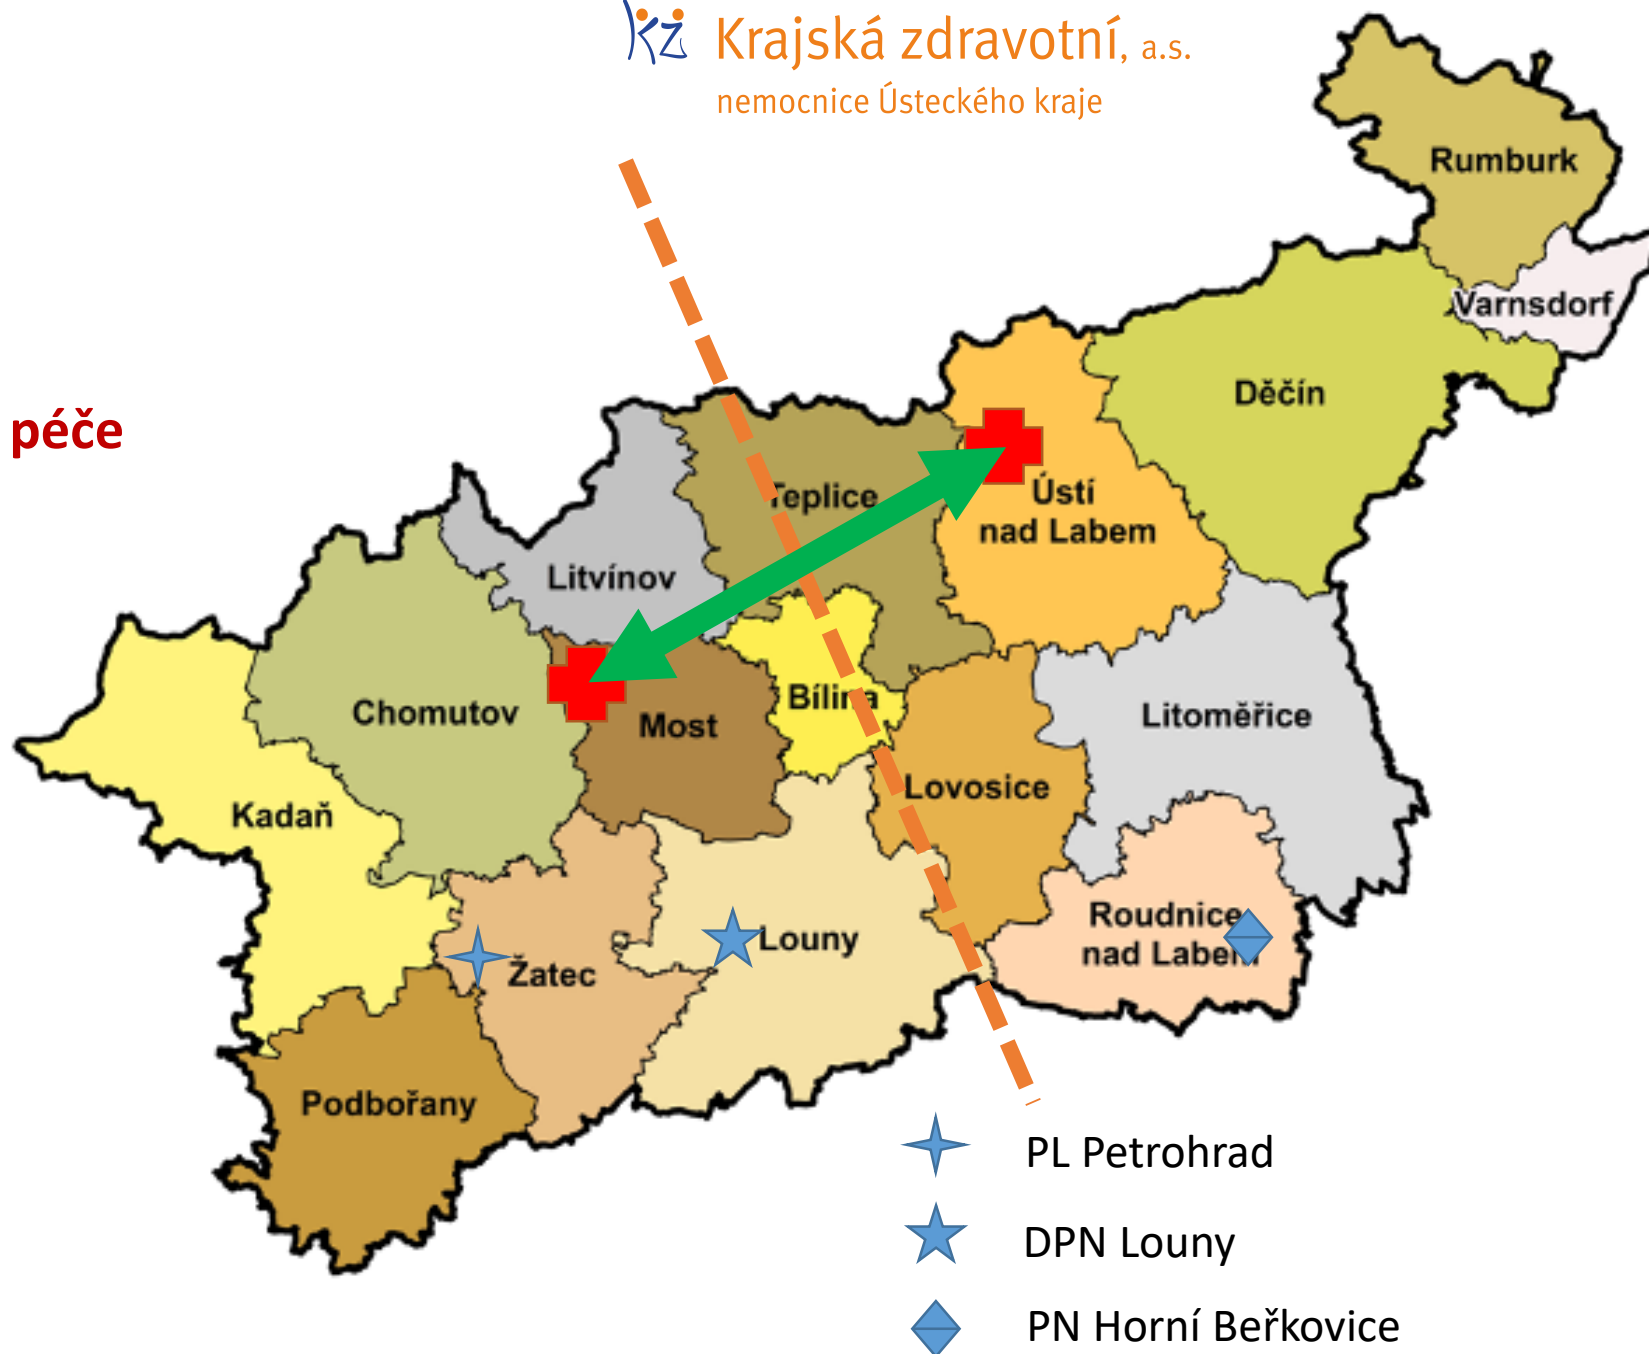 kz Krajská zdravotní, a.s.
nemocnice Ústeckého kraje
Rumburk
Varnsdorf
Děčín
péče
Teplice
Ústí
nad Labem
Litvínov
Chomutov
Most
Bílina
Litoměřice
Lovosice
Kadaň
Roudnice
nad Labem
Louny
Žatec
Podbořany
PL Petrohrad
DPN Louny
PN Horní Beřkovice